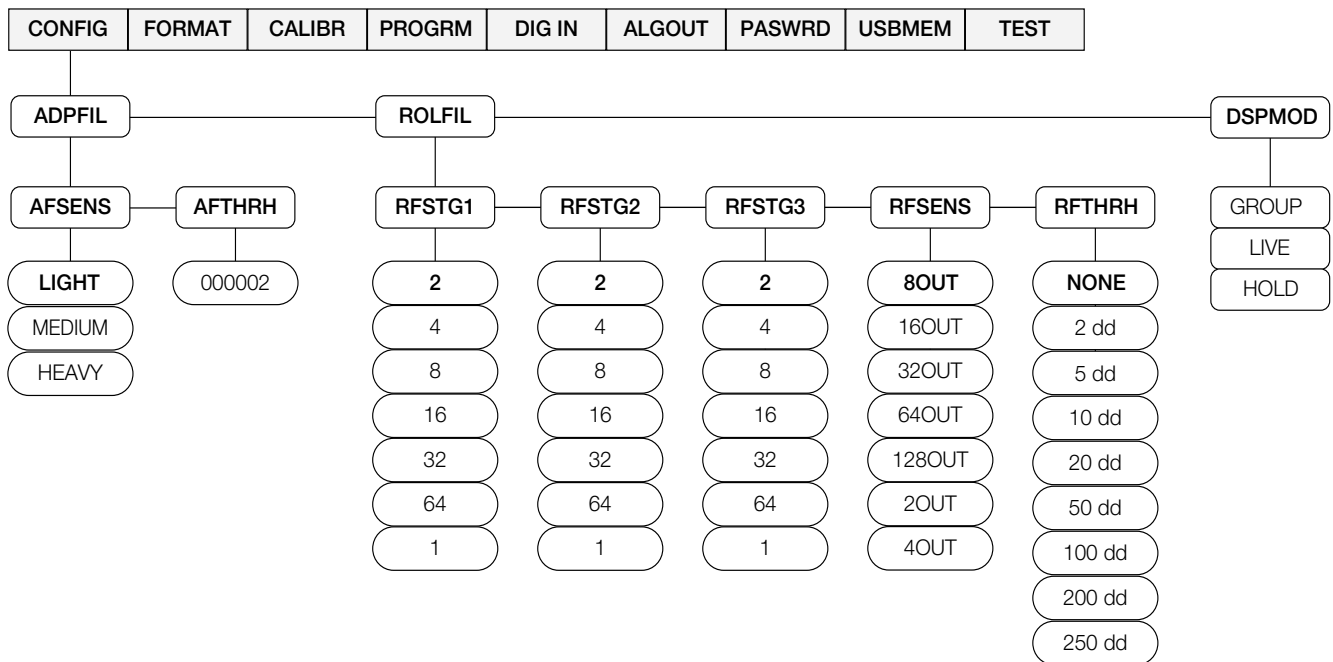 CONFIG FORMAT CALIBR PROGRM DIG IN ALGOUT PASWRD USBMEM TEST
ADPFIL ROLFIL DSPMOD
AFSENS AFTHRH RFSTG1 RFSTG2 RFSTG3 RFSENS RFTHRH GROUP
LIVE
HOLD
LIGHT 000002 2 2 2 8OUT NONE
MEDIUM 4 4 4 16OUT 2 dd
HEAVY 8 8 8 32OUT 5 dd
16 16 16 64OUT 10 dd
32 32 32 128OUT 20 dd
64 64 64 2OUT 50 dd
1 1 1 4OUT 100 dd
200 dd
250 dd